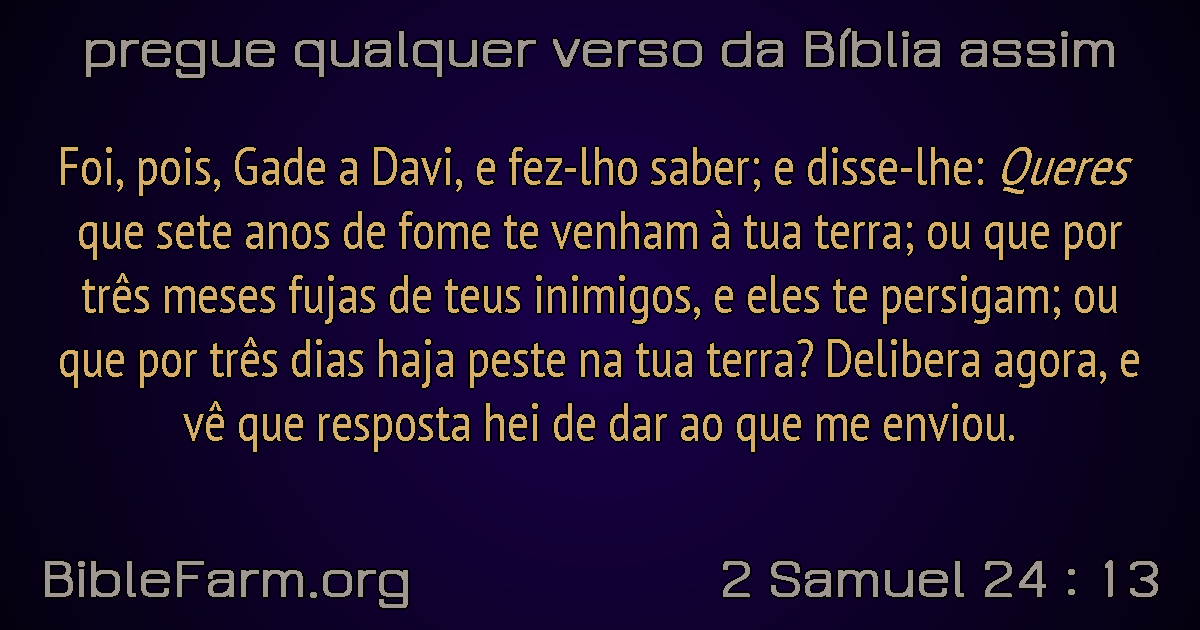 pregue qualquer verso da Bíblia assim
Foi, pois, Gade a Davi, e fez-lho saber; e disse-lhe: Queres
que sete anos de fome te venham à tua terra; ou que por
três meses fujas de teus inimigos, e eles te persigam; ou
que por três dias haja peste na tua terra? Delibera agora, e
vê que resposta hei de dar ao que me enviou.
BibleFarm.org
2 Samuel 24 : 13